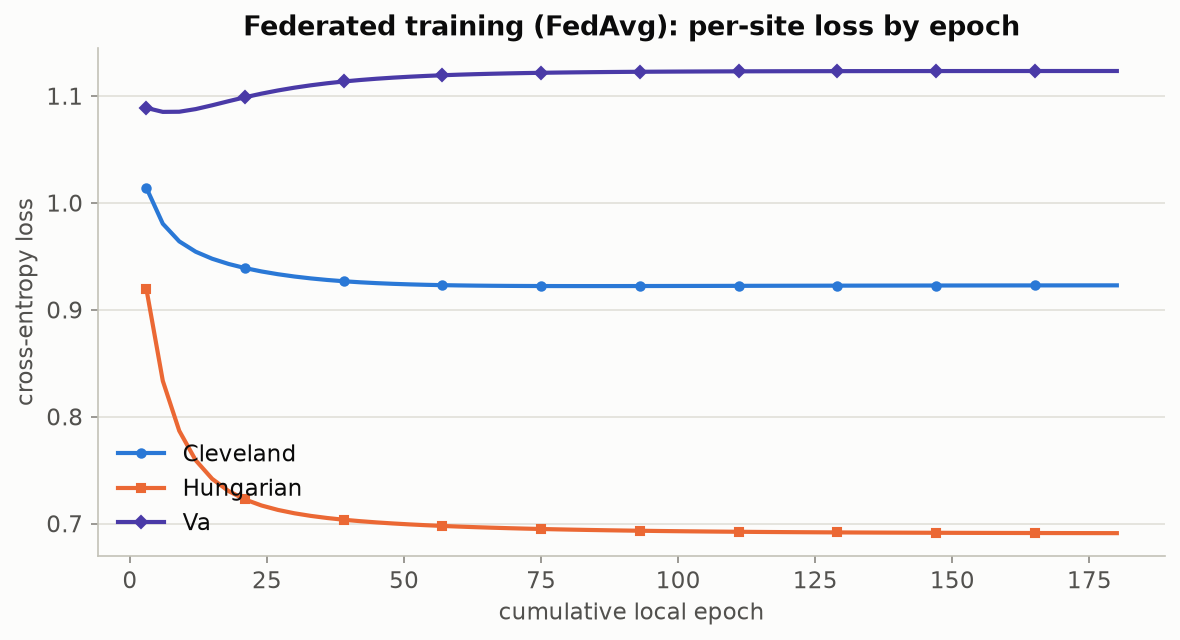 Federated training (FedAvg): per-site loss by epoch
cross-entropy loss
1.1
1.0
0.9
0.8
0.7
Cleveland
Hungarian
Va
0 25 50 75 100 125 150 175
cumulative local epoch